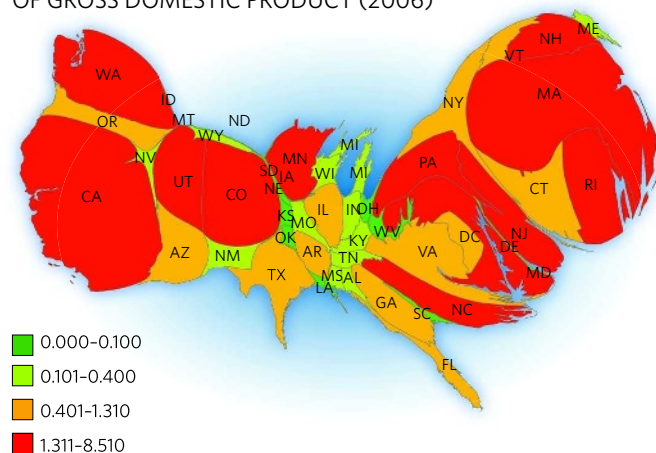 OF GROSS DOMESTIC PRODUCT (2006)
ME
NH
VT
WA
MA
ID
NY
MT
ND
OR
WY
MI
NV
MN
MI
PA
SD
WI
IA
UT
CO
NE
CT
RI
CA
KS
MO
IL
IN
OH
WV
DC
NJ
DE
OK
KY
AZ
NM
AR
TN
VA
MD
TX
MS
AL
LA
GA
SC
NC
0.000–0.100
FL
0.101–0.400
0.401–1.310
1.311–8.510